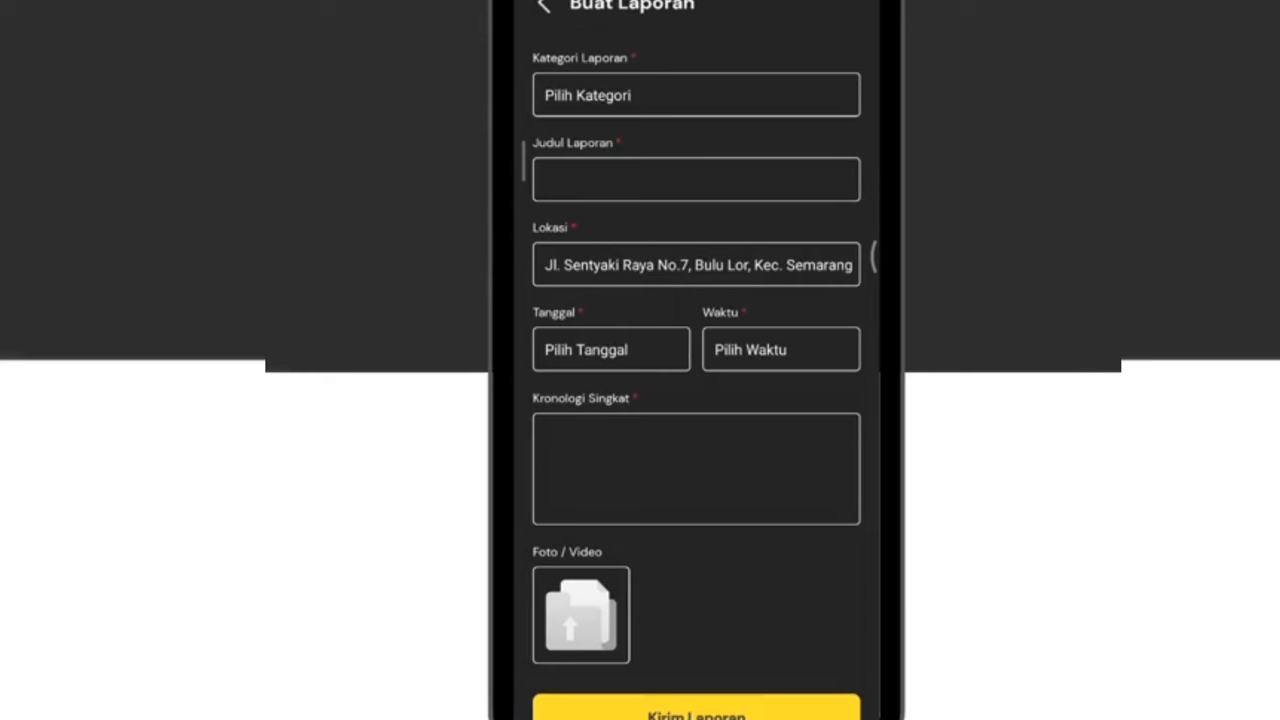 Buat Laporan
Kategori Laporan *
Pilih Kategori
Judul Laporan *
Lokasi *
Jl. Sentyaki Raya No.7, Bulu Lor, Kec. Semarang
Tanggal * Waktu *
Pilih Tanggal Pilih Waktu
Kronologi Singkat *
Foto / Video
Kirim Laporan